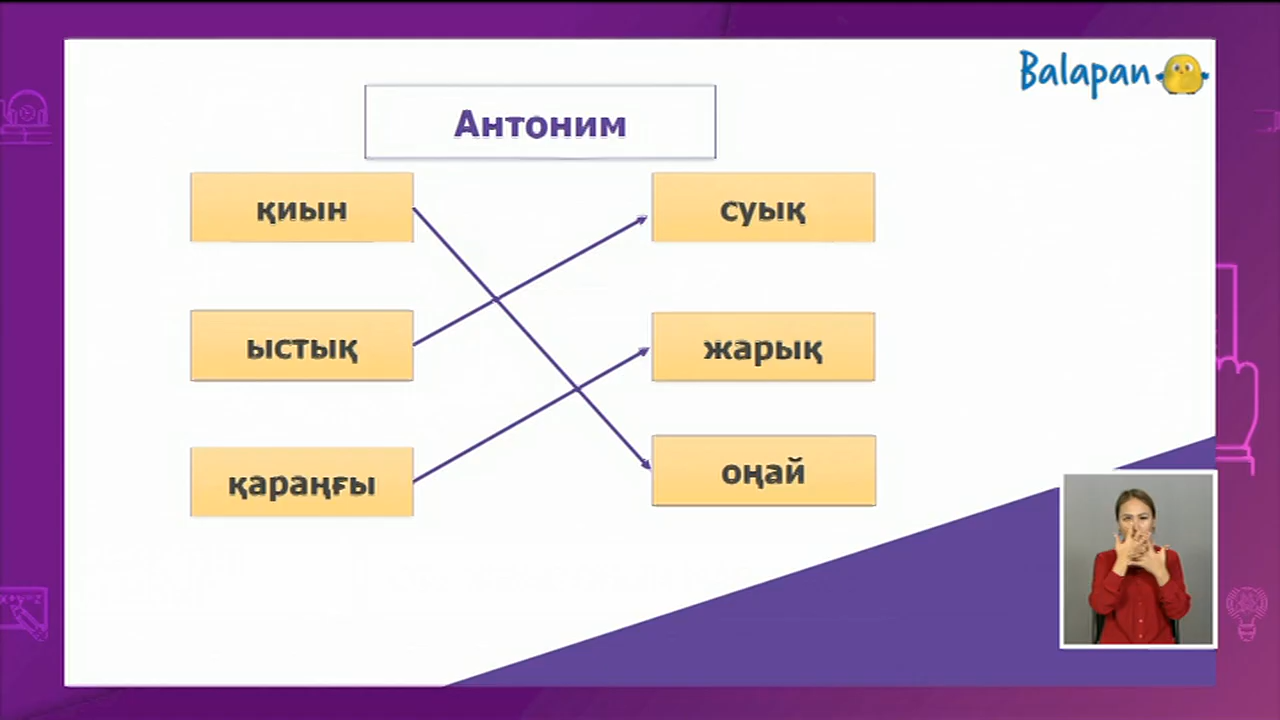 Balapan
Антоним
қиын
суық
ыстық
жарық
қараңғы
оңай